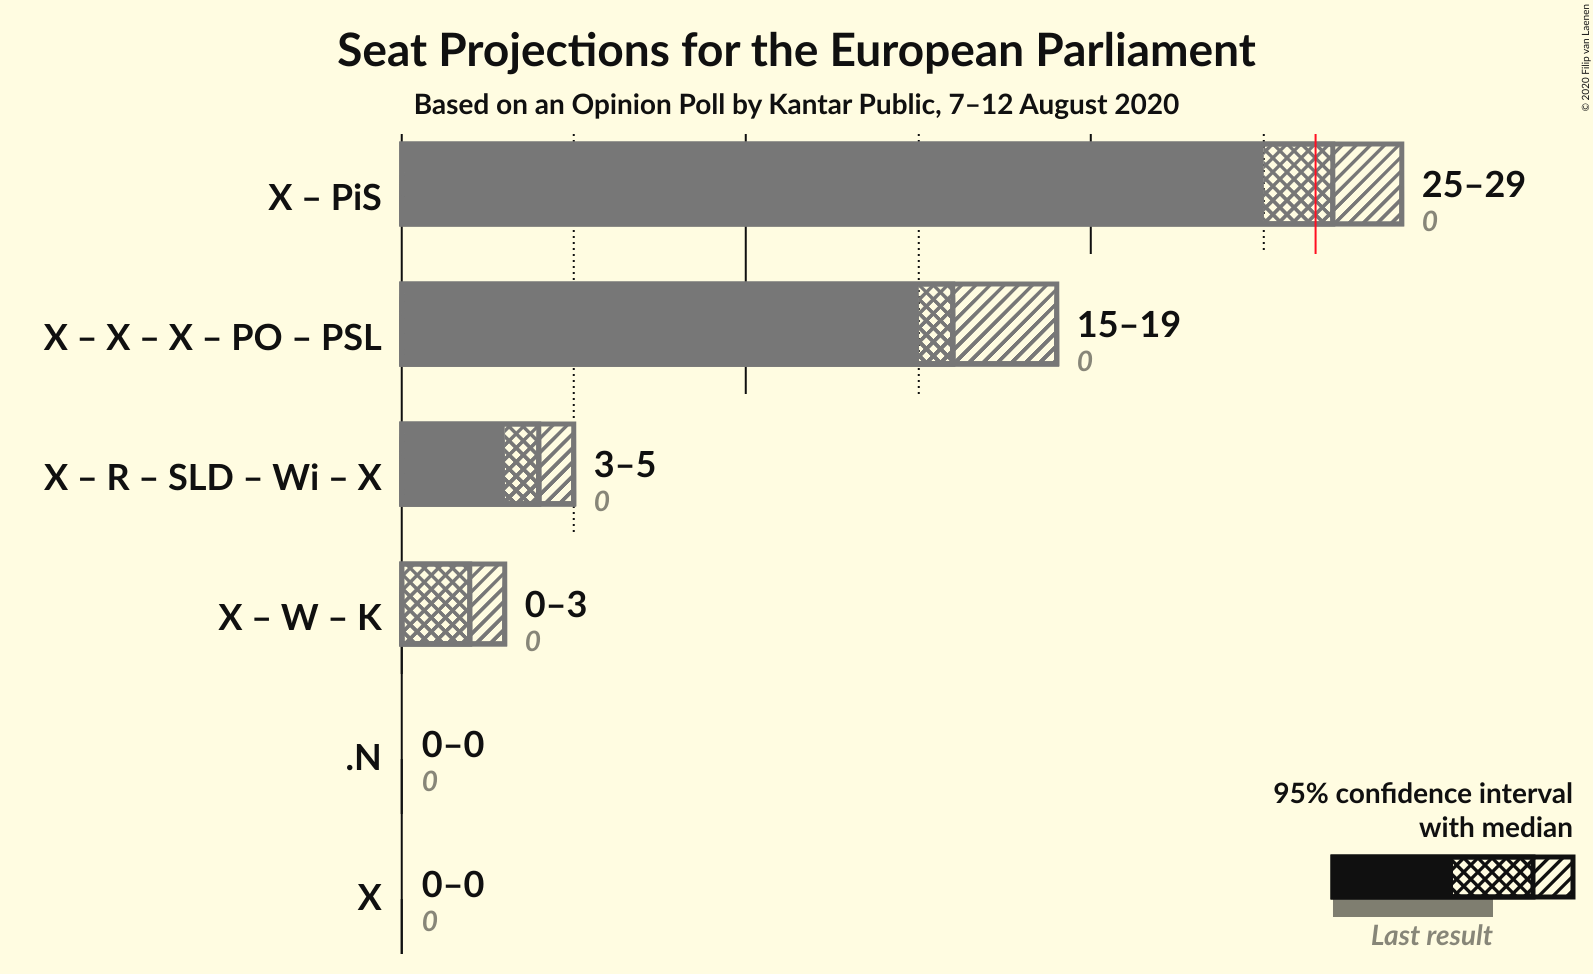 Seat Projections for the European Parliament
Based on an Opinion Poll by Kantar Public, 7–12 August 2020
© 2020 Filip van Laenen
X – PiS
25–29
0
X – X – X – PO – PSL
15–19
0
X – R – SLD – Wi – X
3–5
0
X – W – K
0–3
0
.N
0–0
0
X
0–0
0
95% confidence interval
with median
Last result